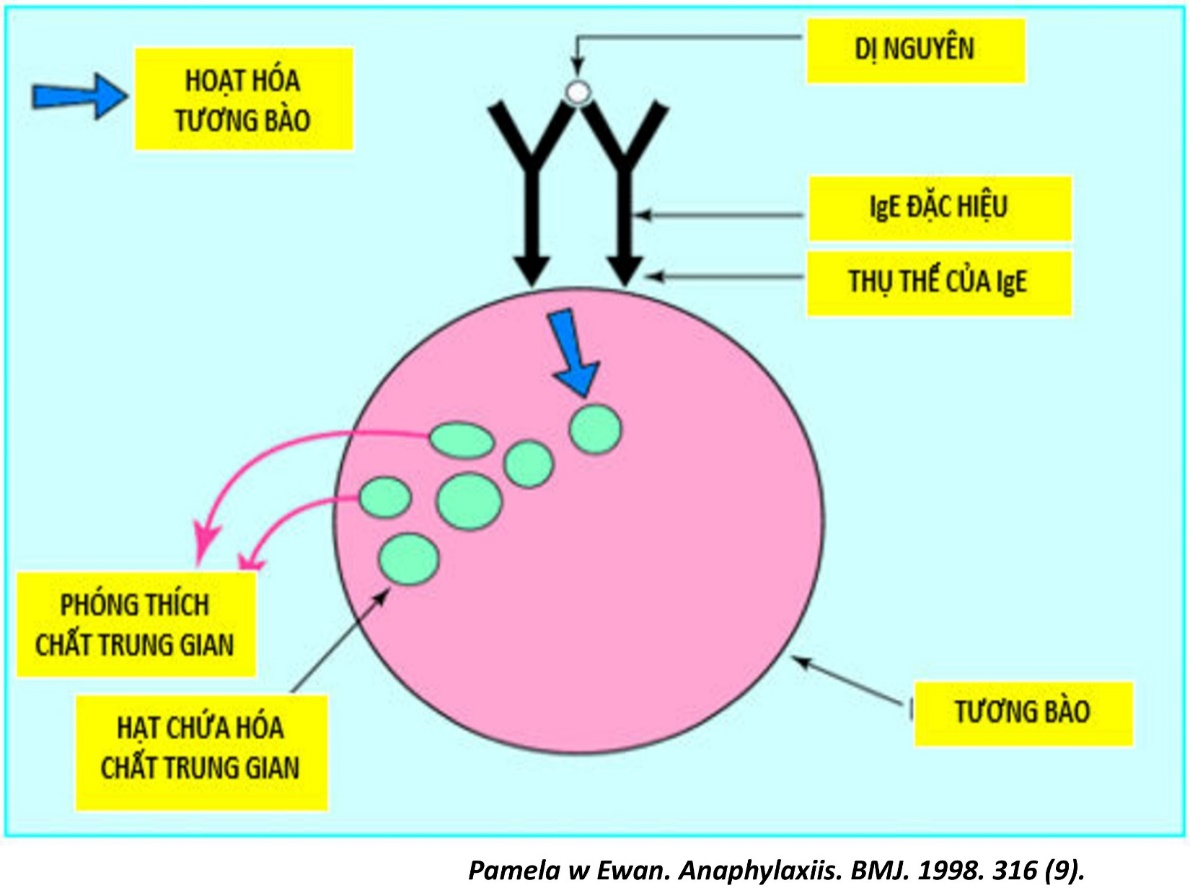 HOẠT HÓA
TƯƠNG BÀO
DỊ NGUYÊN
IgE ĐẶC HIỆU
THỤ THỂ CỦA IgE
PHÓNG THÍCH
CHẤT TRUNG GIAN
HẠT CHỨA HÓA
CHẤT TRUNG GIAN
TƯƠNG BÀO
Pamela w Ewan. Anaphylaxiis. BMJ. 1998. 316 (9).